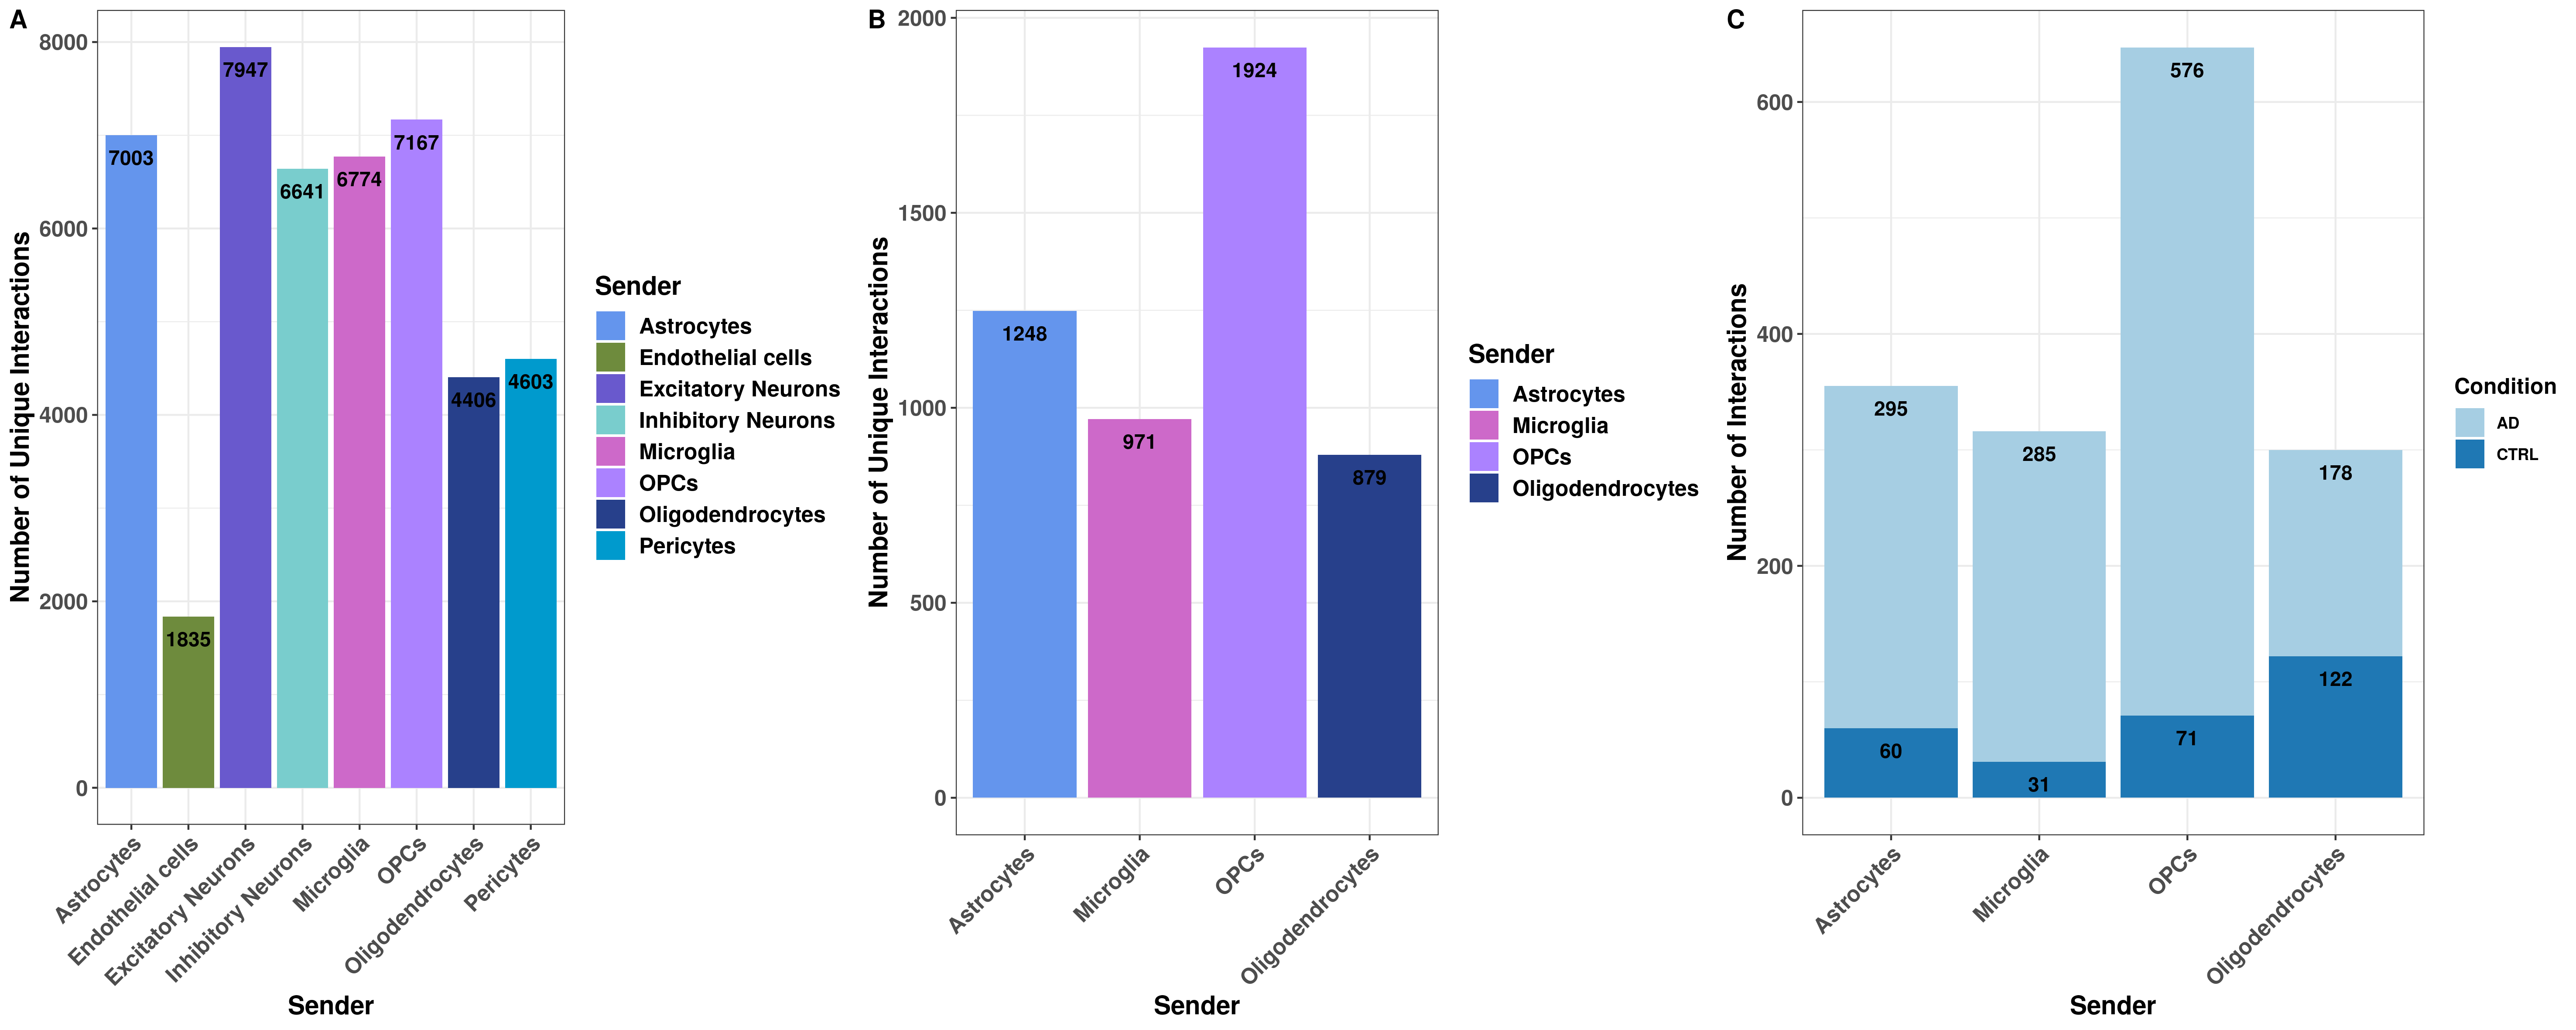 A
Number of Unique Interactions
8000
6000
4000
2000
0
7003
1835
7947
6641
6774
7167
4406
4603
Astrocytes
Endothelial cells
Excitatory Neurons
Inhibitory Neurons
Microglia
OPCs
Oligodendrocytes
Pericytes
Sender
Sender
Astrocytes
Endothelial cells
Excitatory Neurons
Inhibitory Neurons
Microglia
OPCs
Oligodendrocytes
Pericytes
B
Number of Unique Interactions
2000
1500
1000
500
0
1248
971
1924
879
Astrocytes
Microglia
OPCs
Oligodendrocytes
Sender
Sender
Astrocytes
Microglia
OPCs
Oligodendrocytes
C
Number of Interactions
600
400
200
0
295
60
285
31
576
71
178
122
Astrocytes
Microglia
OPCs
Oligodendrocytes
Sender
Condition
AD
CTRL